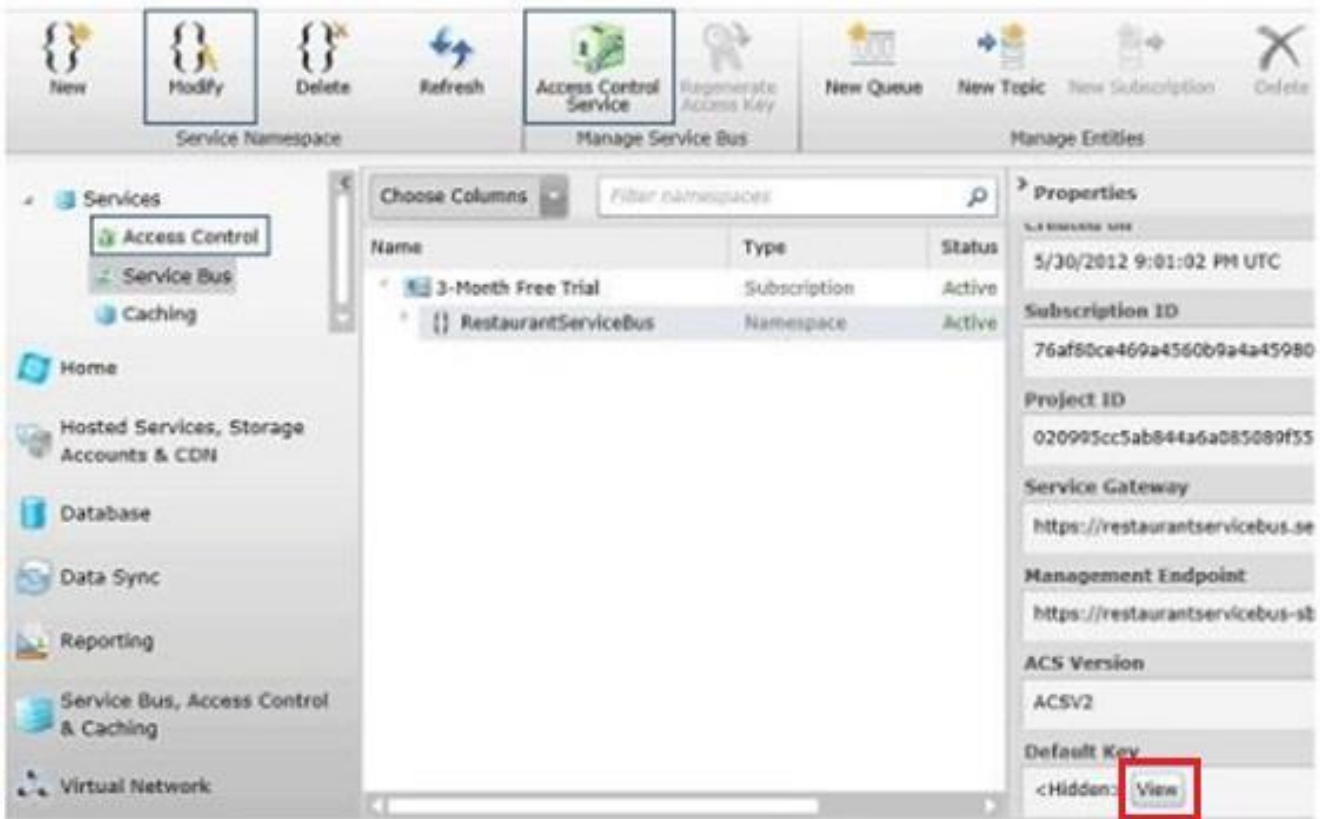 New
Modify
Delete
Refresh
Access Control
Service
Regenerate
Access Key
New Queue
New Topic
New Subscription
Delete
Service Namespace
Manage Service Bus
Manage Entities
Services
Access Control
Service Bus
Caching
Home
Hosted Services, Storage
Accounts & CDN
Database
Data Sync
Reporting
Service Bus, Access Control
& Caching
Virtual Network
Choose Columns
Filter namespaces
Name Type Status
3-Month Free Trial Subscription Active
{} RestaurantServiceBus Namespace Active
Properties
Created on
5/30/2012 9:01:02 PM UTC
Subscription ID
76af80ce469a4560b9a4a45980
Project ID
020995cc5ab844a6a085089f55
Service Gateway
https://restaurantservicebus.se
Management Endpoint
https://restaurantservicebus-sb
ACS Version
ACSV2
Default Key
<Hidden> View